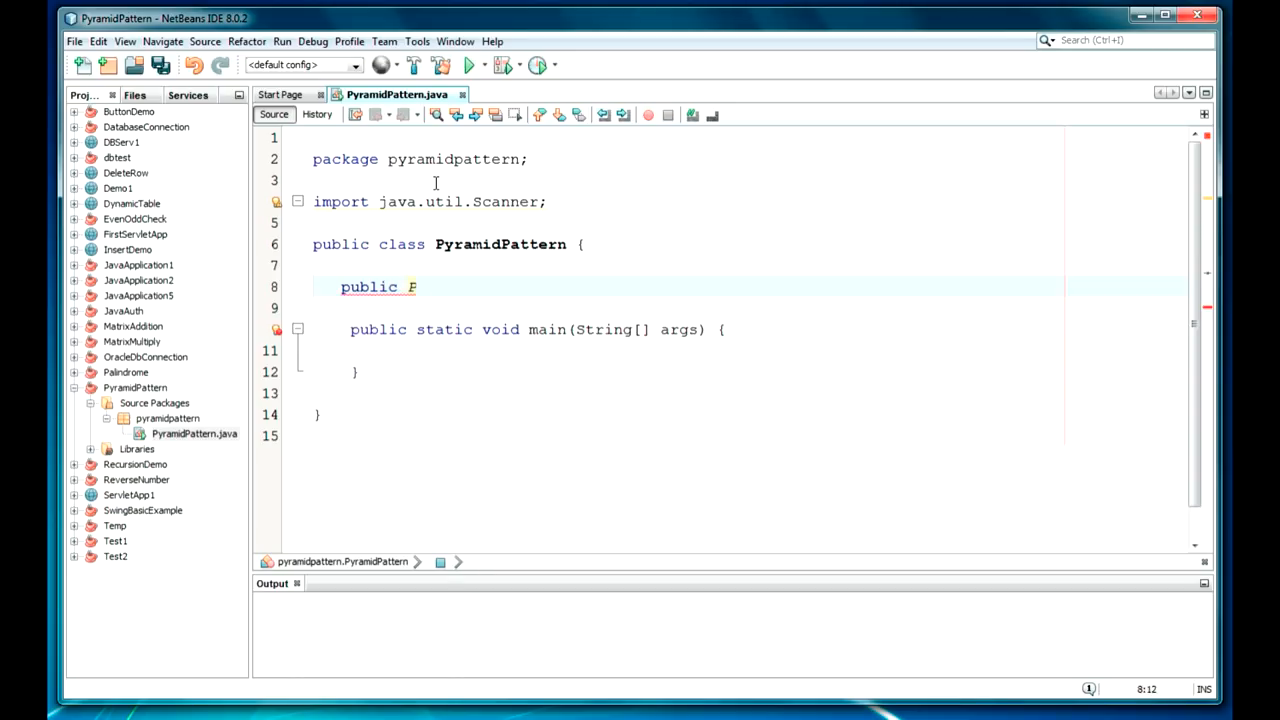 PyramidPattern - NetBeans IDE 8.0.2
File Edit View Navigate Source Refactor Run Debug Profile Team Tools Window Help
Search (Ctrl+I)
<default config>
Proj... Files Services
Start Page PyramidPattern.java
Source History
ButtonDemo
DatabaseConnection
DBServ1
dbtest
DeleteRow
Demo1
DynamicTable
EvenOddCheck
FirstServletApp
InsertDemo
JavaApplication1
JavaApplication2
JavaApplication5
JavaAuth
MatrixAddition
MatrixMultiply
OracleDbConnection
Palindrome
PyramidPattern
Source Packages
pyramidpattern
PyramidPattern.java
Libraries
RecursionDemo
ReverseNumber
ServletApp1
SwingBasicExample
Temp
Test1
Test2
1
2 package pyramidpattern;
3
import java.util.Scanner;
5
6 public class PyramidPattern {
7
8 public P
9
public static void main(String[] args) {
11
12 }
13
14 }
15
pyramidpattern.PyramidPattern
Output
1 8:12 INS